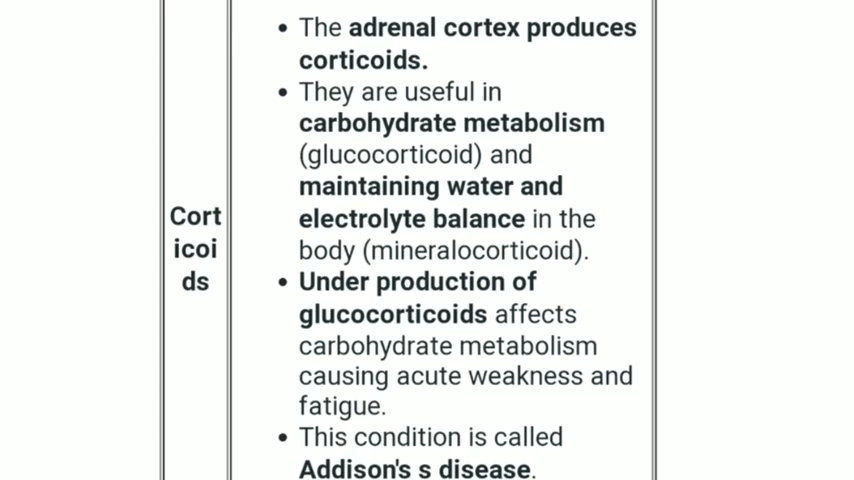 The adrenal cortex produces
corticoids.
They are useful in
carbohydrate metabolism
(glucocorticoid) and
maintaining water and
electrolyte balance in the
body (mineralocorticoid).
Cort
icoi
ds
Under production of
glucocorticoids affects
carbohydrate metabolism
causing acute weakness and
fatigue.
This condition is called
Addison's s disease.